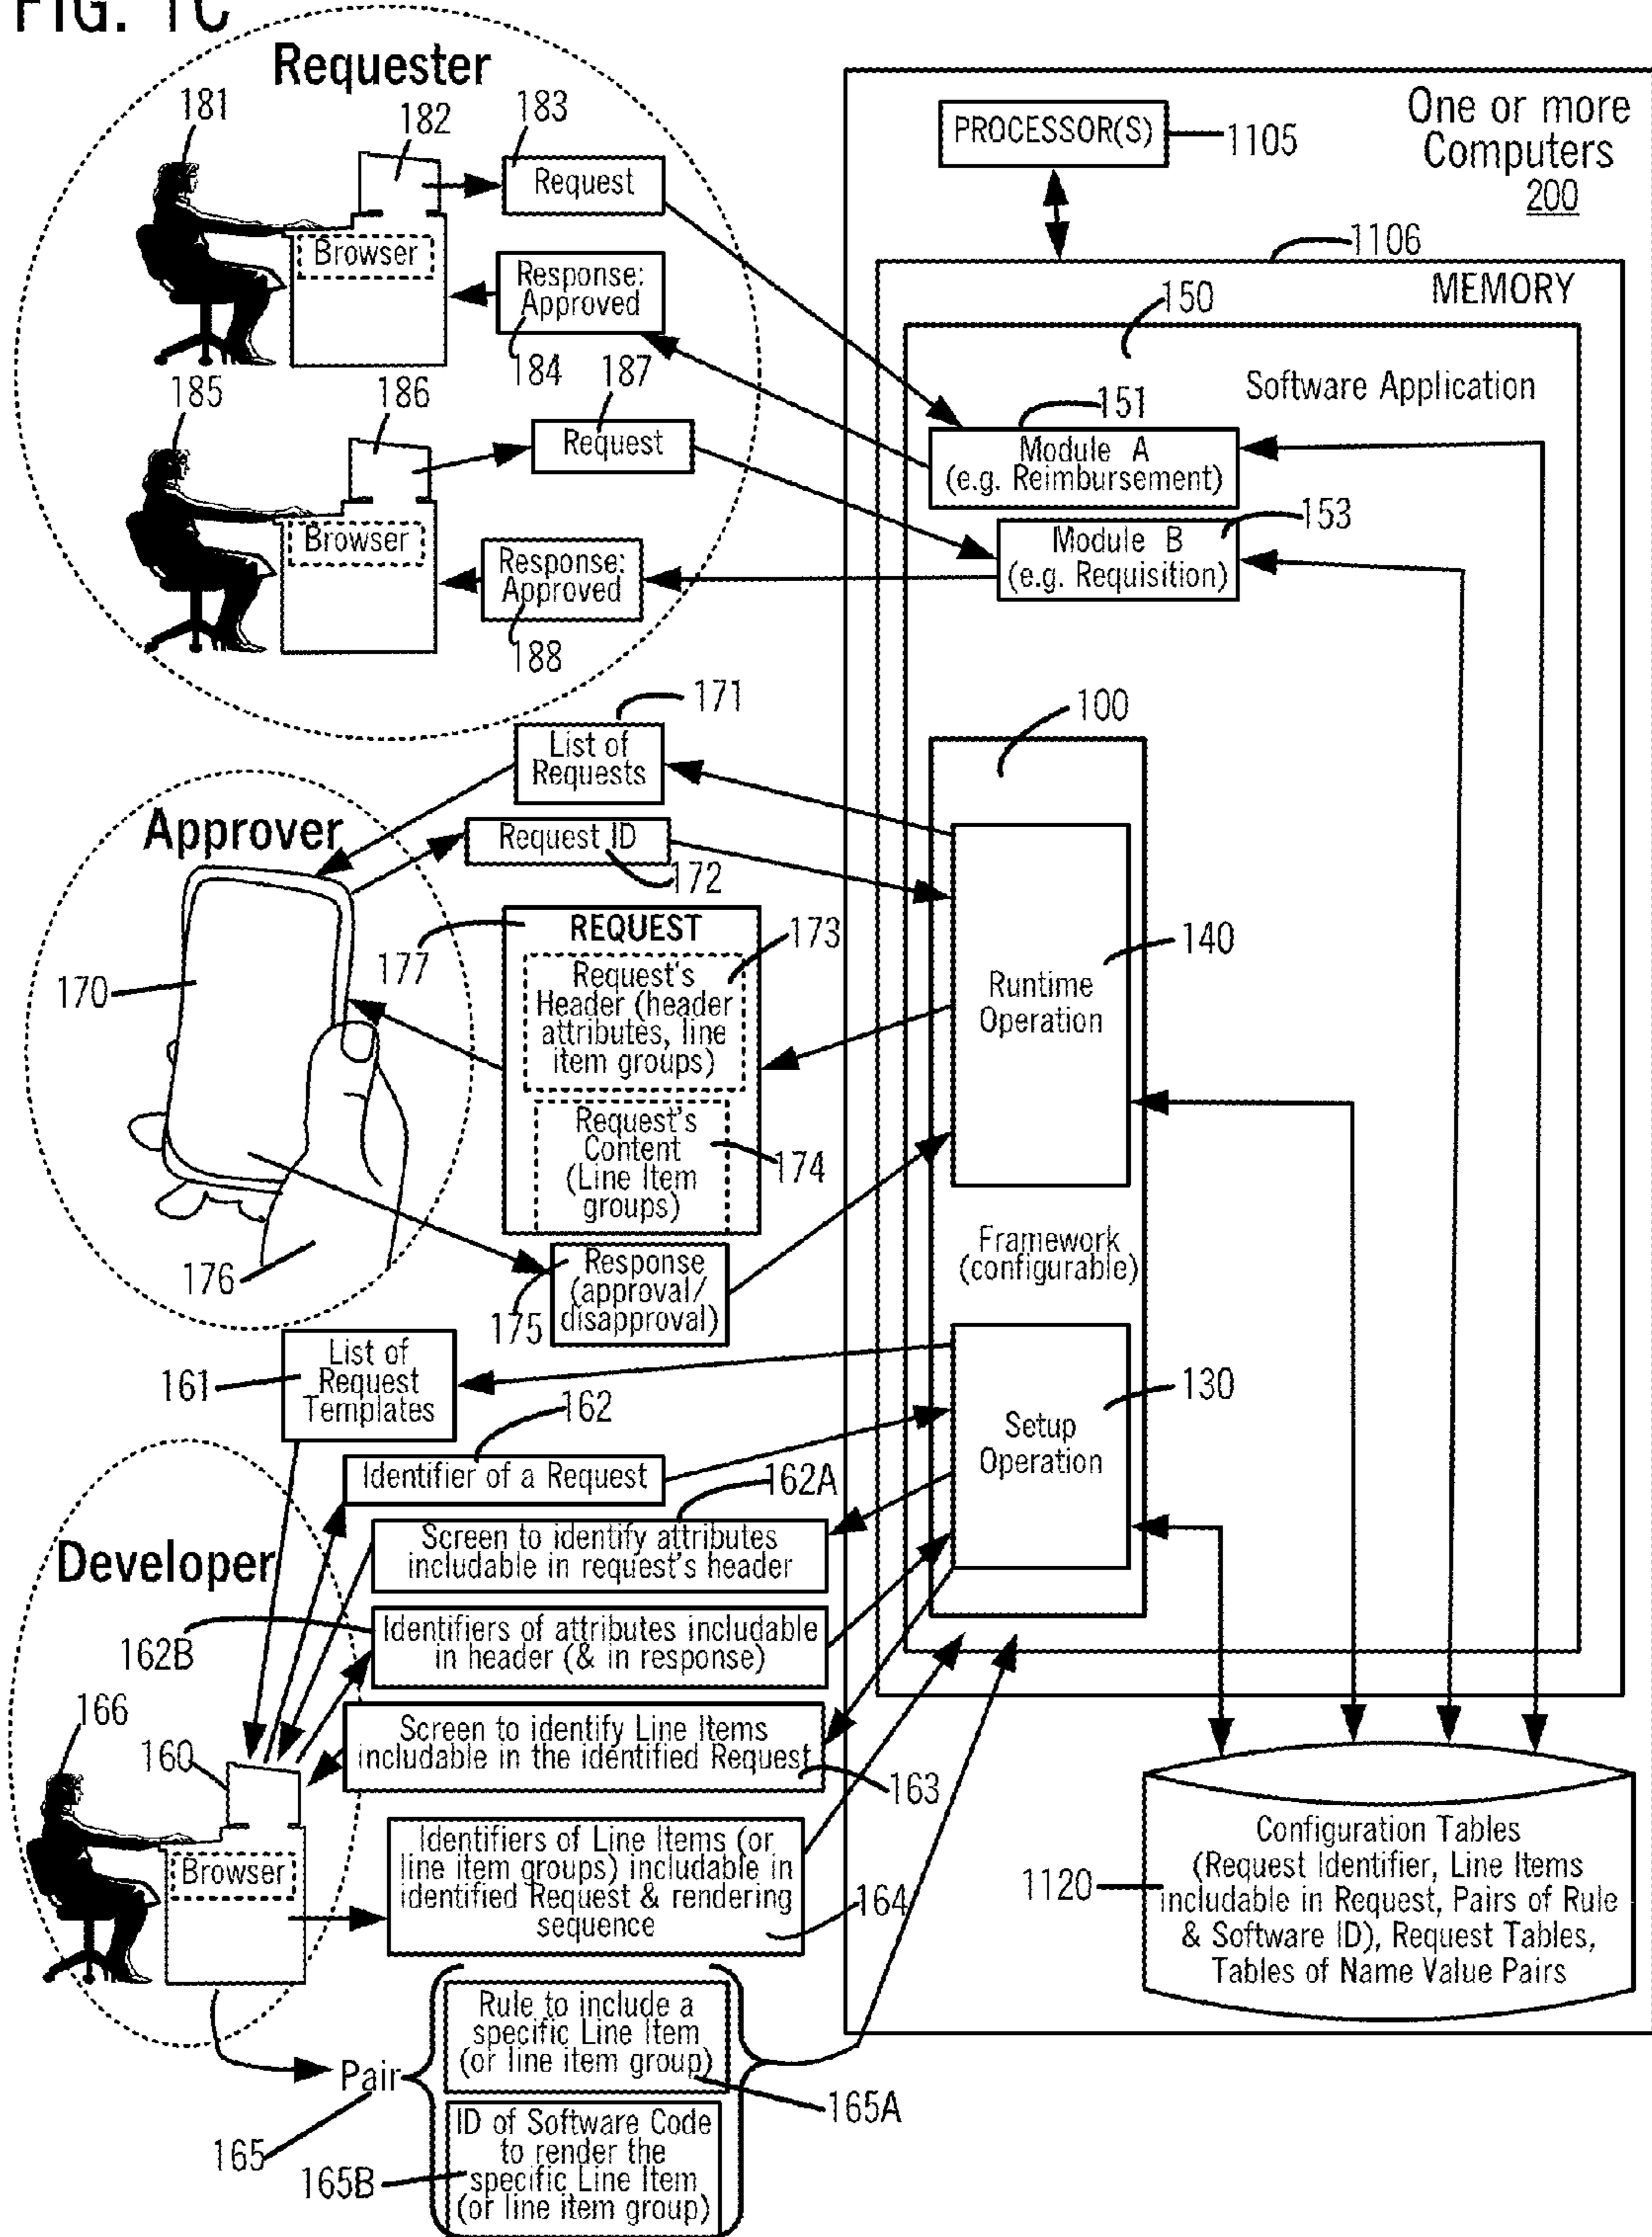 FIG. 1C
Requester
181
182
183
Request
Browser
Response:
Approved
184
187
185
186
Request
Browser
Response:
Approved
188
One or more
Computers
200
PROCESSOR(S)
1105
1106
MEMORY
150
Software Application
151
Module A
(e.g. Reimbursement)
153
Module B
(e.g. Requisition)
171
List of
Requests
100
Approver
Request ID
172
REQUEST
173
177
Request's
Header (header
attributes, line
item groups)
170
140
Runtime
Operation
Request's
Content
(Line Item
groups)
174
176
Response
(approval/
disapproval)
175
Framework
(configurable)
List of
Request
Templates
161
162
130
Setup
Operation
Identifier of a Request
162A
Screen to identify attributes
includable in request's header
Developer
Identifiers of attributes includable
in header (& in response)
162B
166
160
Screen to identify Line Items
includable in the identified Request
163
Browser
Identifiers of Line Items (or
line item groups) includable in
identified Request & rendering
sequence
164
1120
Configuration Tables
(Request Identifier, Line Items
includable in Request, Pairs of Rule
& Software ID), Request Tables,
Tables of Name Value Pairs
Pair
165
Rule to include a
specific Line Item
(or line item group)
165A
ID of Software Code
to render the
specific Line Item
(or line item group)
165B